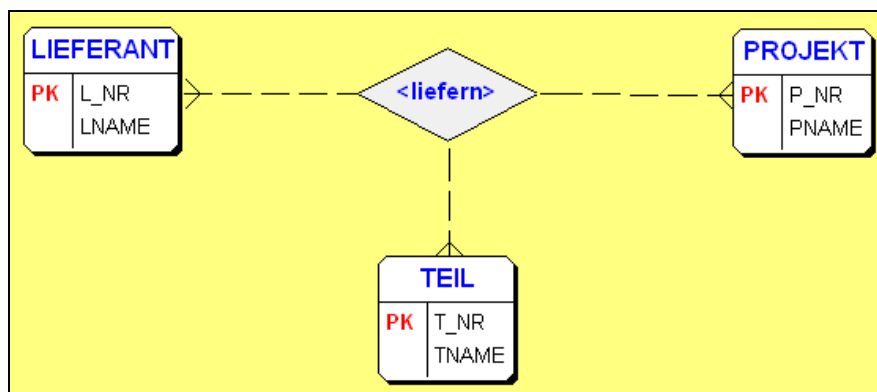 LIEFERANT
PK L_NR
LNAME
<liefern>
PROJEKT
PK P_NR
PNAME
TEIL
PK T_NR
TNAME